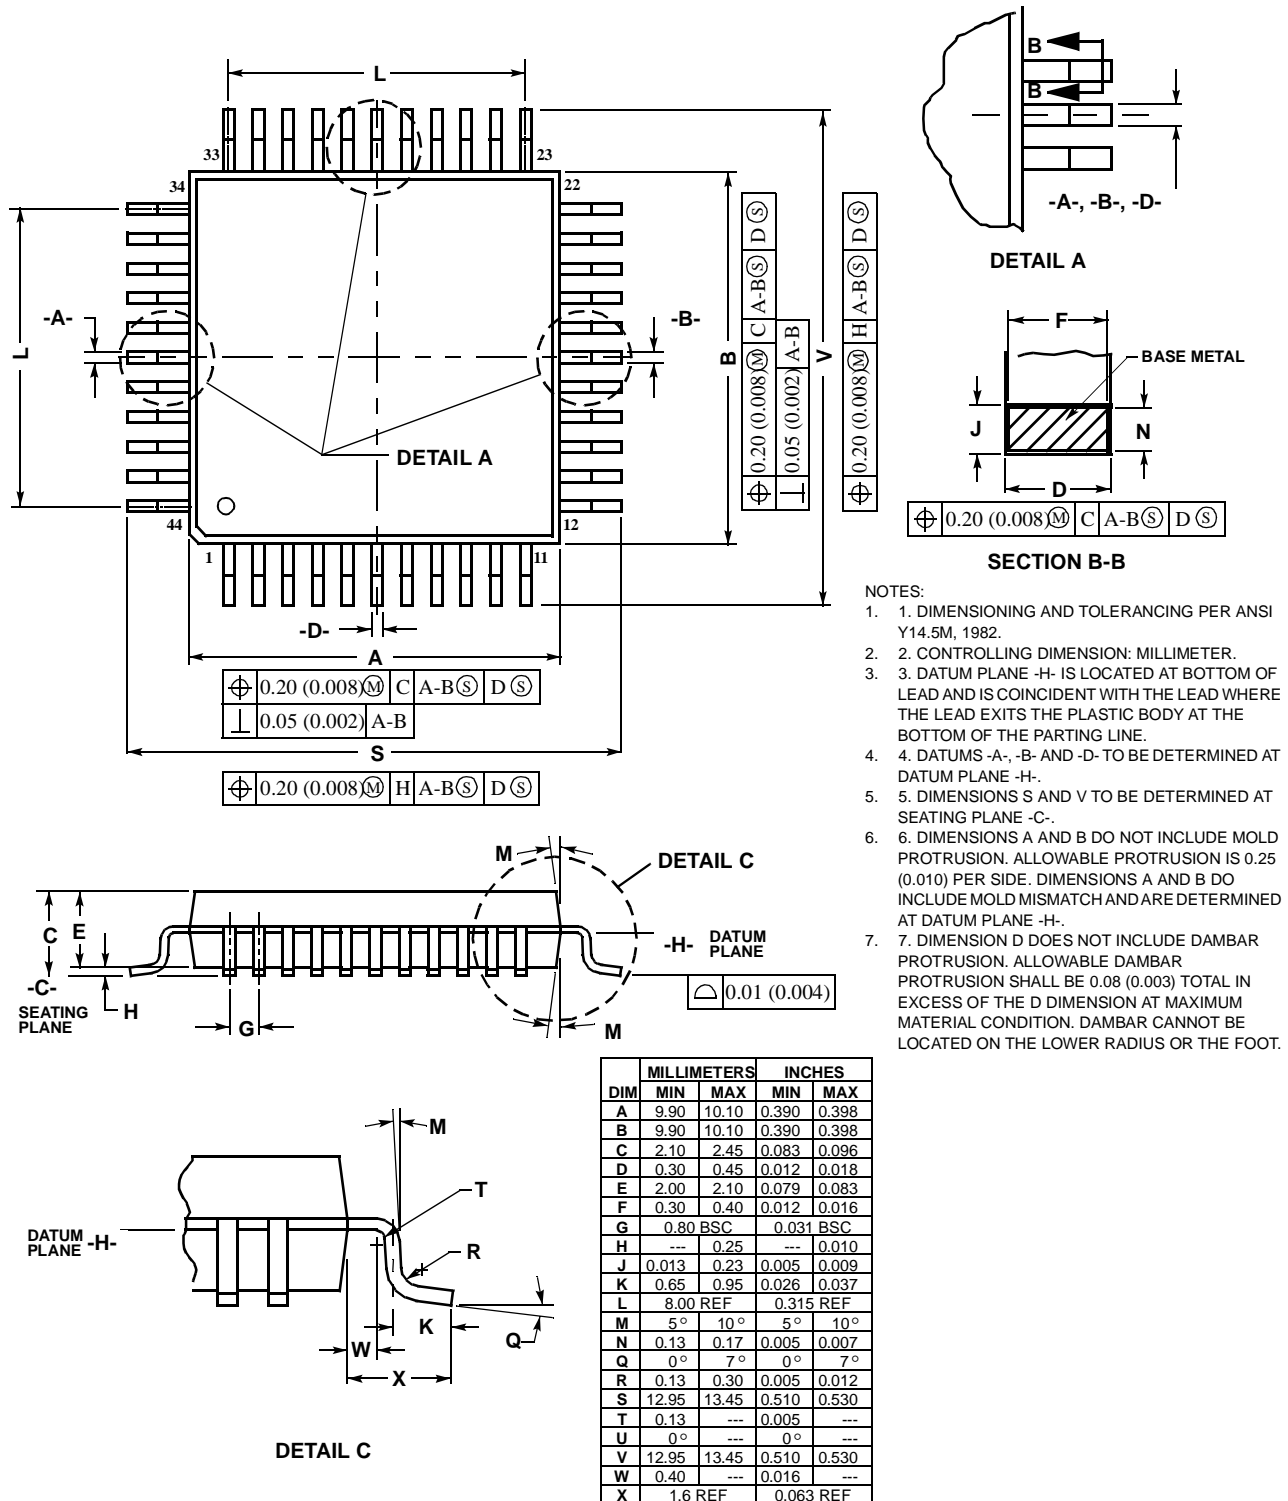 L
33
23
34
22
-A-
-B-
L
B
V
DETAIL A
44
12
1
11
-D-
A
0.20 (0.008) Ⓜ C A-B Ⓢ D Ⓢ
0.05 (0.002) A-B
S
0.20 (0.008) Ⓜ H A-B Ⓢ D Ⓢ
0.20 (0.008) Ⓜ C A-B Ⓢ D Ⓢ
0.05 (0.002) A-B
0.20 (0.008) Ⓜ H A-B Ⓢ D Ⓢ
B
B
-A-, -B-, -D-
DETAIL A
F
BASE METAL
J
N
D
0.20 (0.008) Ⓜ C A-B Ⓢ D Ⓢ
SECTION B-B
NOTES:
1. 1. DIMENSIONING AND TOLERANCING PER ANSI
Y14.5M, 1982.
2. 2. CONTROLLING DIMENSION: MILLIMETER.
3. 3. DATUM PLANE -H- IS LOCATED AT BOTTOM OF
LEAD AND IS COINCIDENT WITH THE LEAD WHERE
THE LEAD EXITS THE PLASTIC BODY AT THE
BOTTOM OF THE PARTING LINE.
4. 4. DATUMS -A-, -B- AND -D- TO BE DETERMINED AT
DATUM PLANE -H-.
5. 5. DIMENSIONS S AND V TO BE DETERMINED AT
SEATING PLANE -C-.
6. 6. DIMENSIONS A AND B DO NOT INCLUDE MOLD
PROTRUSION. ALLOWABLE PROTRUSION IS 0.25
(0.010) PER SIDE. DIMENSIONS A AND B DO
INCLUDE MOLD MISMATCH AND ARE DETERMINED
AT DATUM PLANE -H-.
7. 7. DIMENSION D DOES NOT INCLUDE DAMBAR
PROTRUSION. ALLOWABLE DAMBAR
PROTRUSION SHALL BE 0.08 (0.003) TOTAL IN
EXCESS OF THE D DIMENSION AT MAXIMUM
MATERIAL CONDITION. DAMBAR CANNOT BE
LOCATED ON THE LOWER RADIUS OR THE FOOT.
M
DETAIL C
C E
-H- DATUM
PLANE
-C-
SEATING
PLANE
H
G
0.01 (0.004)
M
M
T
DATUM
PLANE -H-
R
K
Q
W
X
DETAIL C
MILLIMETERS INCHES
DIM MIN MAX MIN MAX
A 9.90 10.10 0.390 0.398
B 9.90 10.10 0.390 0.398
C 2.10 2.45 0.083 0.096
D 0.30 0.45 0.012 0.018
E 2.00 2.10 0.079 0.083
F 0.30 0.40 0.012 0.016
G 0.80 BSC 0.031 BSC
H --- 0.25 --- 0.010
J 0.013 0.23 0.005 0.009
K 0.65 0.95 0.026 0.037
L 8.00 REF 0.315 REF
M 5° 10° 5° 10°
N 0.13 0.17 0.005 0.007
Q 0° 7° 0° 7°
R 0.13 0.30 0.005 0.012
S 12.95 13.45 0.510 0.530
T 0.13 --- 0.005 ---
U 0° --- 0° ---
V 12.95 13.45 0.510 0.530
W 0.40 --- 0.016 ---
X 1.6 REF 0.063 REF